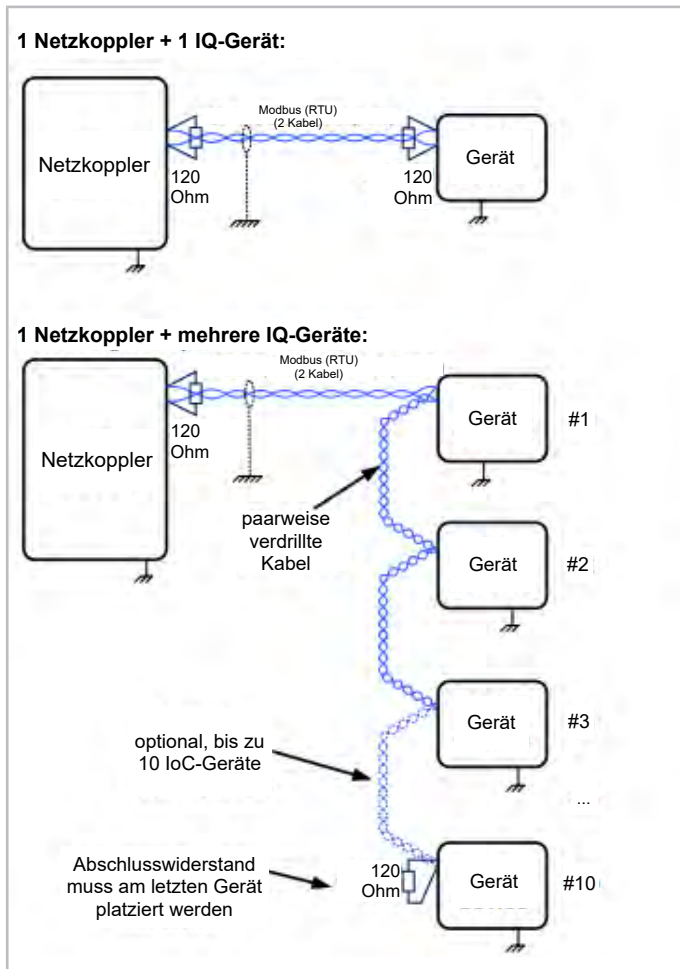 1 Netzkoppler + 1 IQ-Gerät:
Modbus (RTU)
(2 Kabel)
Netzkoppler
Gerät
120
Ohm
120
Ohm
1 Netzkoppler + mehrere IQ-Geräte:
Modbus (RTU)
(2 Kabel)
Gerät
#1
120
Ohm
Netzkoppler
paarweise
verdrillte
Kabel
Gerät
#2
Gerät
#3
optional, bis zu
10 IoC-Geräte
...
Abschlusswiderstand
muss am letzten Gerät
platziert werden
120
Ohm
Gerät
#10